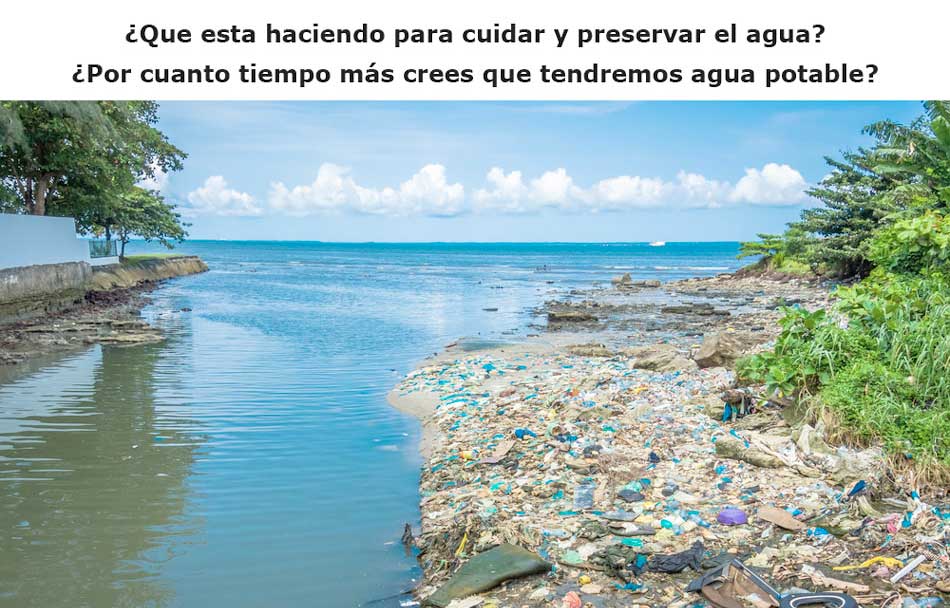 ¿Que esta haciendo para cuidar y preservar el agua?
¿Por cuanto tiempo más crees que tendremos agua potable?